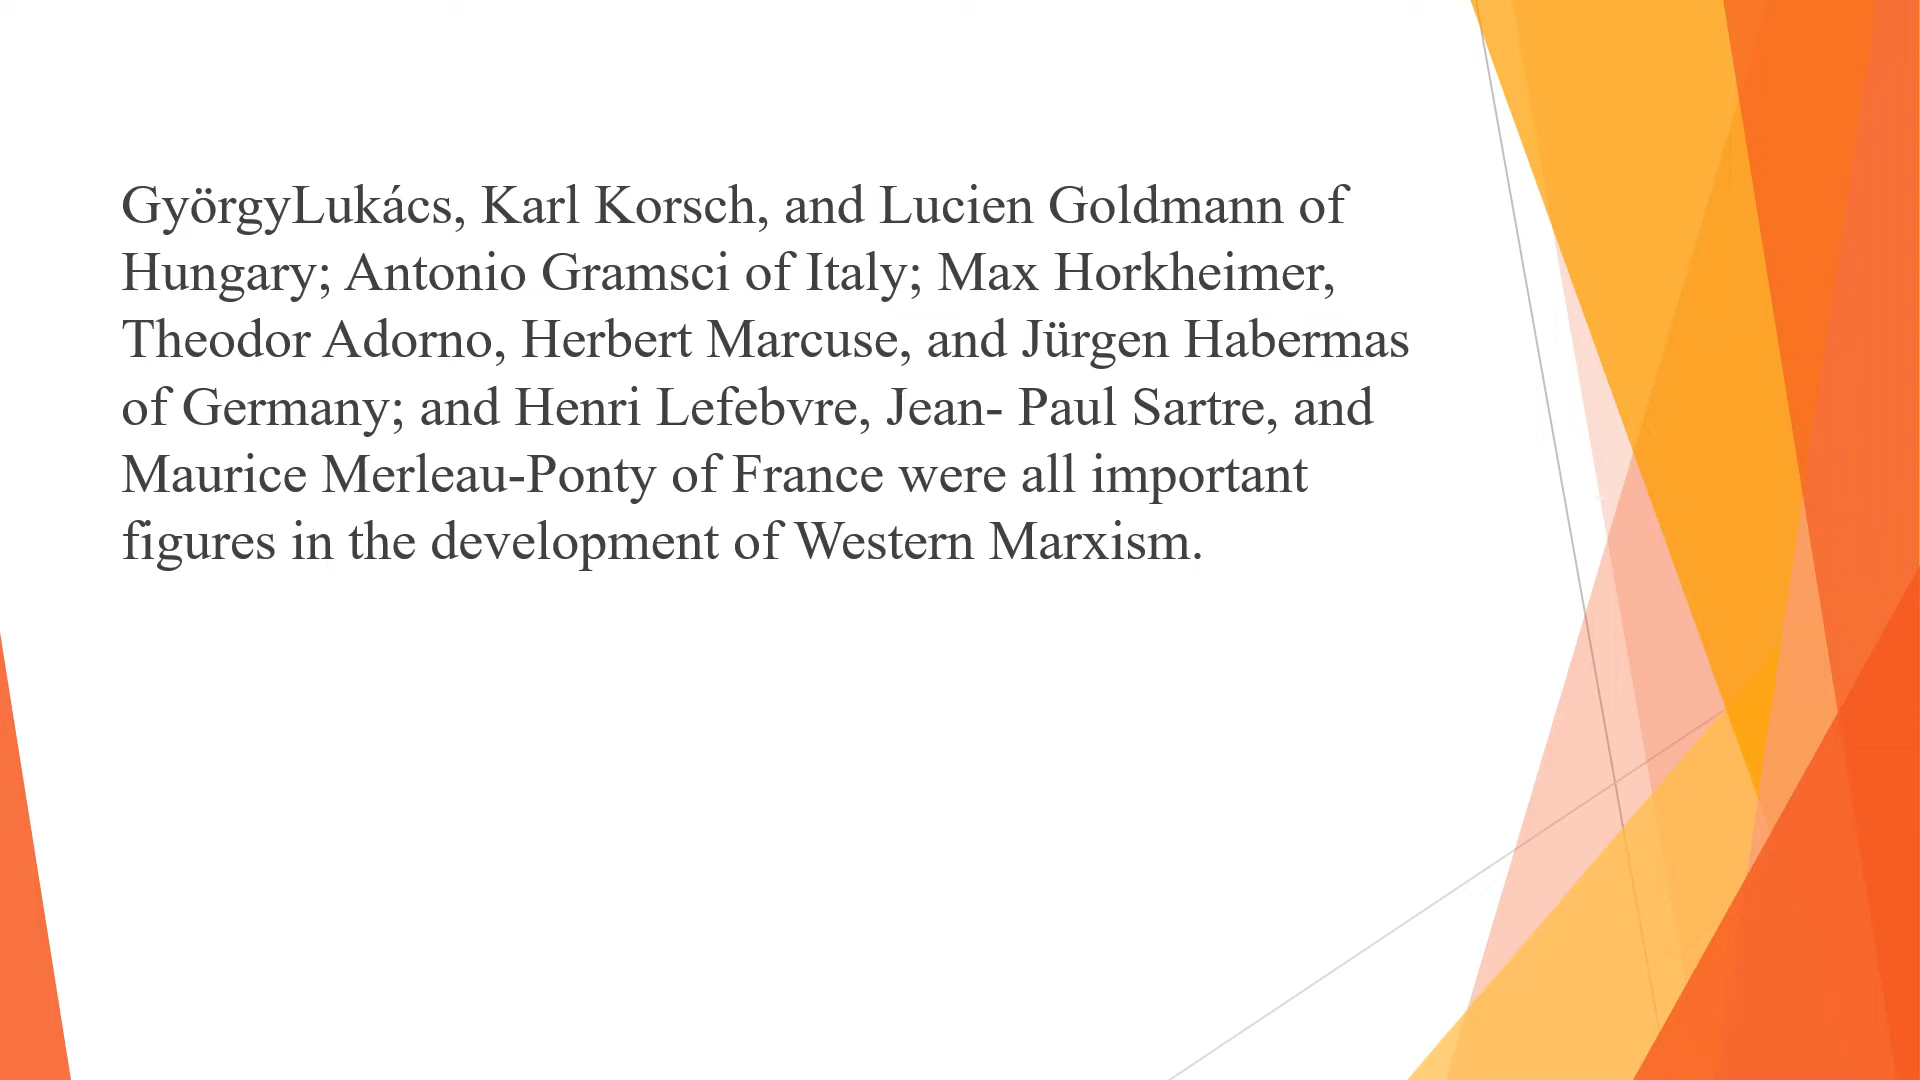 GyörgyLukács, Karl Korsch, and Lucien Goldmann of
Hungary; Antonio Gramsci of Italy; Max Horkheimer,
Theodor Adorno, Herbert Marcuse, and Jürgen Habermas
of Germany; and Henri Lefebvre, Jean- Paul Sartre, and
Maurice Merleau-Ponty of France were all important
figures in the development of Western Marxism.